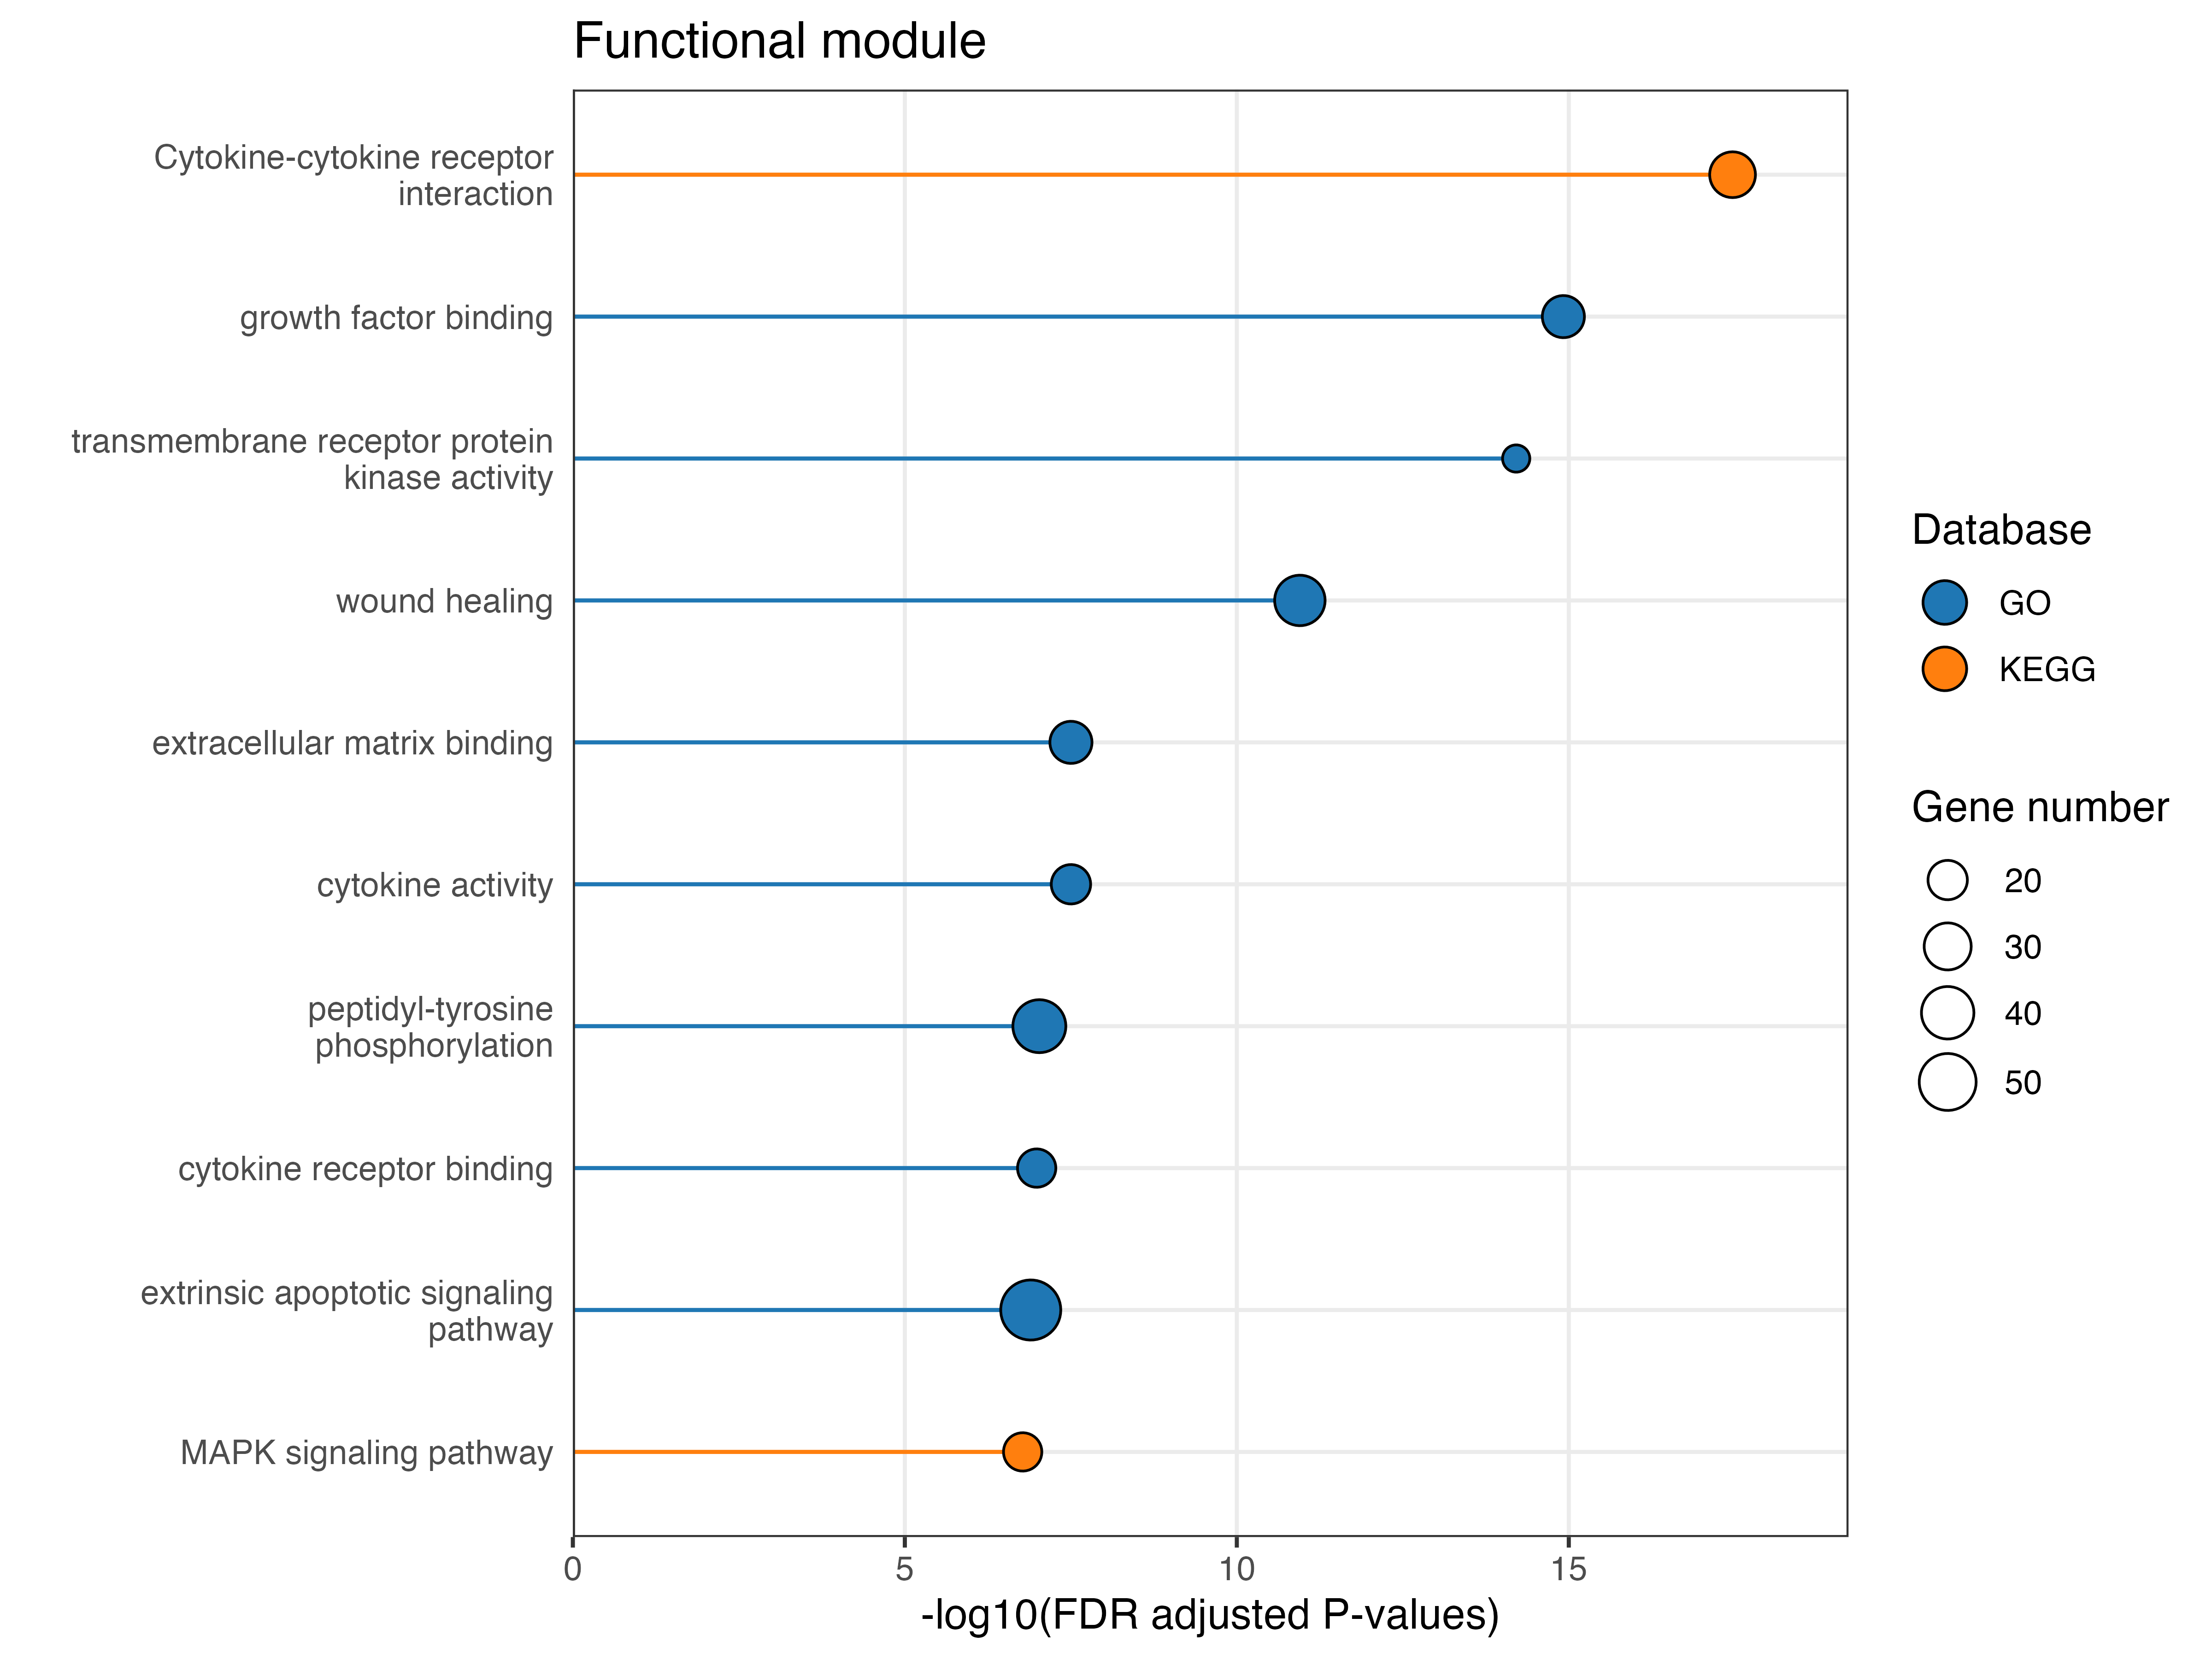 Functional module
Cytokine-cytokine receptor
interaction
growth factor binding
transmembrane receptor protein
kinase activity
wound healing
extracellular matrix binding
cytokine activity
peptidyl-tyrosine
phosphorylation
cytokine receptor binding
extrinsic apoptotic signaling
pathway
MAPK signaling pathway
0 5 10 15
-log10(FDR adjusted P-values)
Database
GO
KEGG
Gene number
20
30
40
50